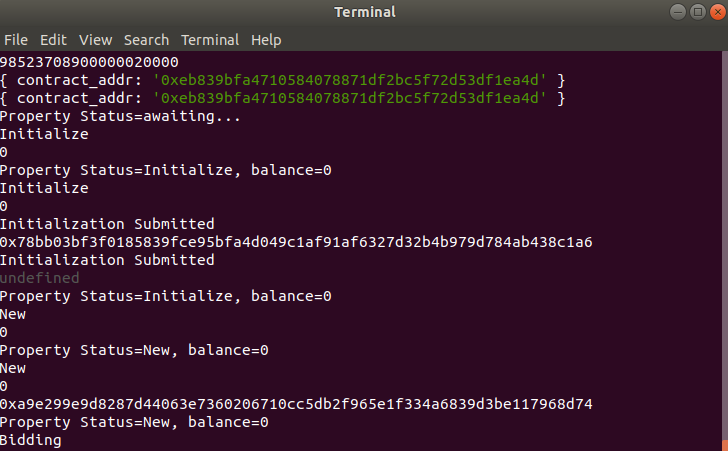 Terminal
File Edit View Search Terminal Help
98523708900000020000
{ contract_addr: '0xeb839bfa4710584078871df2bc5f72d53df1ea4d' }
{ contract_addr: '0xeb839bfa4710584078871df2bc5f72d53df1ea4d' }
Property Status=awaiting...
Initialize
0
Property Status=Initialize, balance=0
Initialize
0
Initialization Submitted
0x78bb03bf3f0185839fce95bfa4d049c1af91af6327d32b4b979d784ab438c1a6
Initialization Submitted
undefined
Property Status=Initialize, balance=0
New
0
Property Status=New, balance=0
New
0
0xa9e299e9d8287d44063e7360206710cc5db2f965e1f334a6839d3be117968d74
Property Status=New, balance=0
Bidding